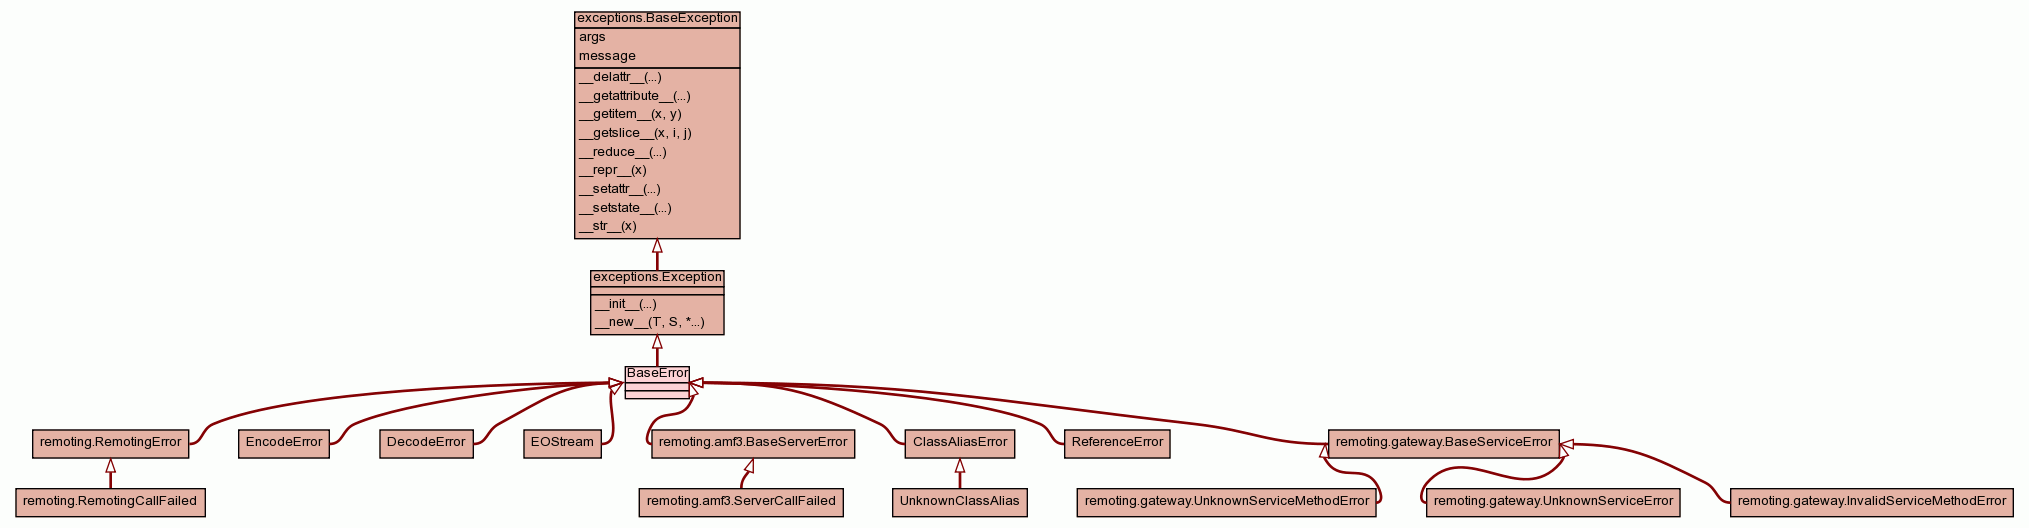 exceptions.BaseException
args
message
__delattr__(...)
__getattribute__(...)
__getitem__(x, y)
__getslice__(x, i, j)
__reduce__(...)
__repr__(x)
__setattr__(...)
__setstate__(...)
__str__(x)
exceptions.Exception
__init__(...)
__new__(T, S, *...)
BaseError
remoting.RemotingError
EncodeError
DecodeError
EOStream
remoting.amf3.BaseServerError
ClassAliasError
ReferenceError
remoting.gateway.BaseServiceError
remoting.RemotingCallFailed
remoting.amf3.ServerCallFailed
UnknownClassAlias
remoting.gateway.UnknownServiceMethodError
remoting.gateway.UnknownServiceError
remoting.gateway.InvalidServiceMethodError